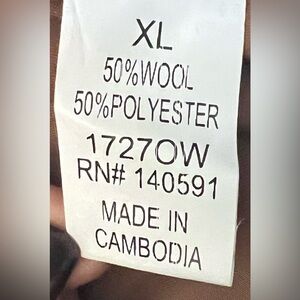 XL
50%WOOL
50%POLYESTER
1727OW
RN# 140591
MADE IN
CAMBODIA